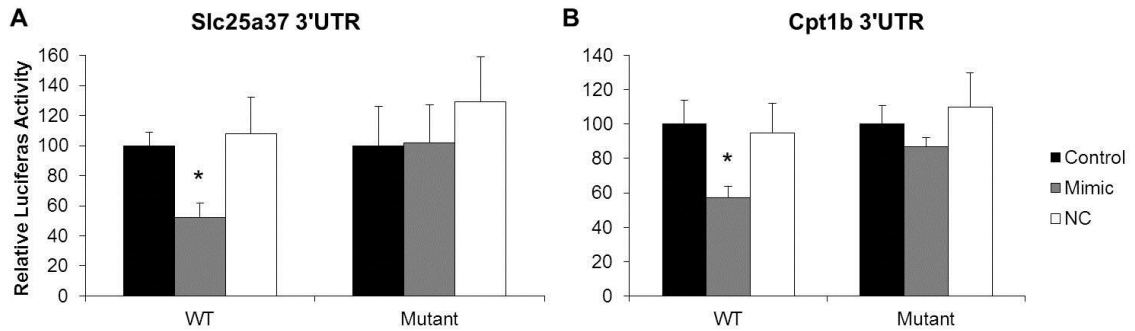 A
Slc25a37 3'UTR
Relative Luciferas Activity
160
140
120
100
80
60
40
20
0
*
WT
Mutant
B
Cpt1b 3'UTR
140
120
100
80
60
40
20
0
*
WT
Mutant
Control
Mimic
NC